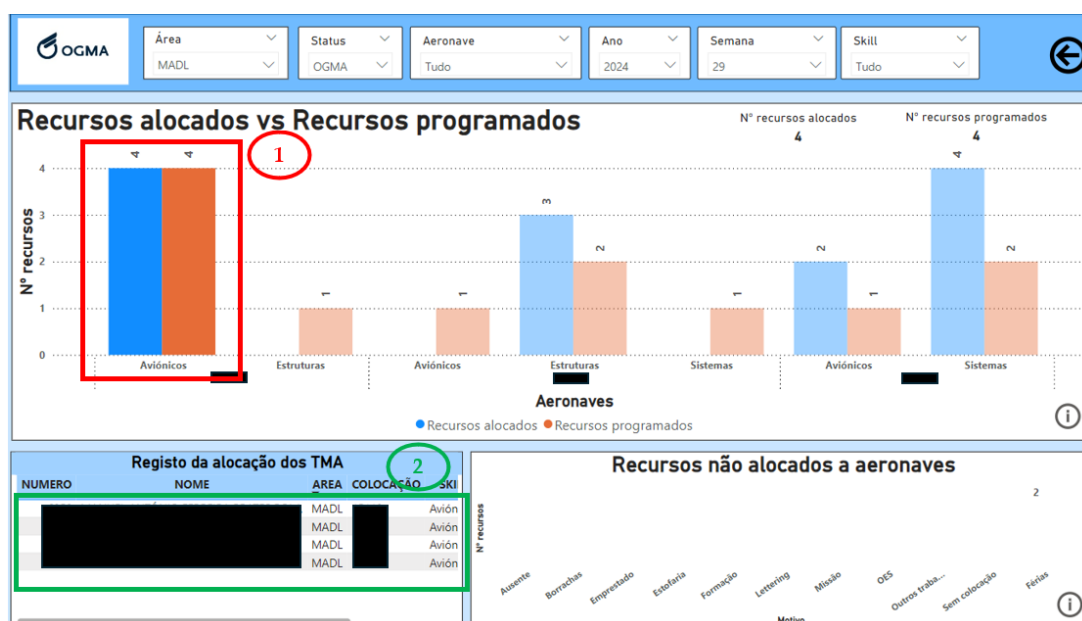 OGMA
Área
MADL
Status
OGMA
Aeronave
Tudo
Ano
2024
Semana
29
Skill
Tudo
Recursos alocados vs Recursos programados
Nº recursos alocados
4
Nº recursos programados
4
1
4 4 1 1 3 2 1 2 1 4 2
Nº recursos
4
3
2
1
0
Aviónicos Estruturas Aviónicos Estruturas Sistemas Aviónicos Sistemas
Aeronaves
Recursos alocados Recursos programados
Registo da alocação dos TMA
2
NUMERO NOME AREA COLOCAÇÃO SKI
MADL Avión
MADL Avión
MADL Avión
MADL Avión
Recursos não alocados a aeronaves
2
Nº recursos
Ausente Borrachas Emprestado Estofaria Formação Lettering Missão OES Outros traba... Sem colocação Férias
Motivo